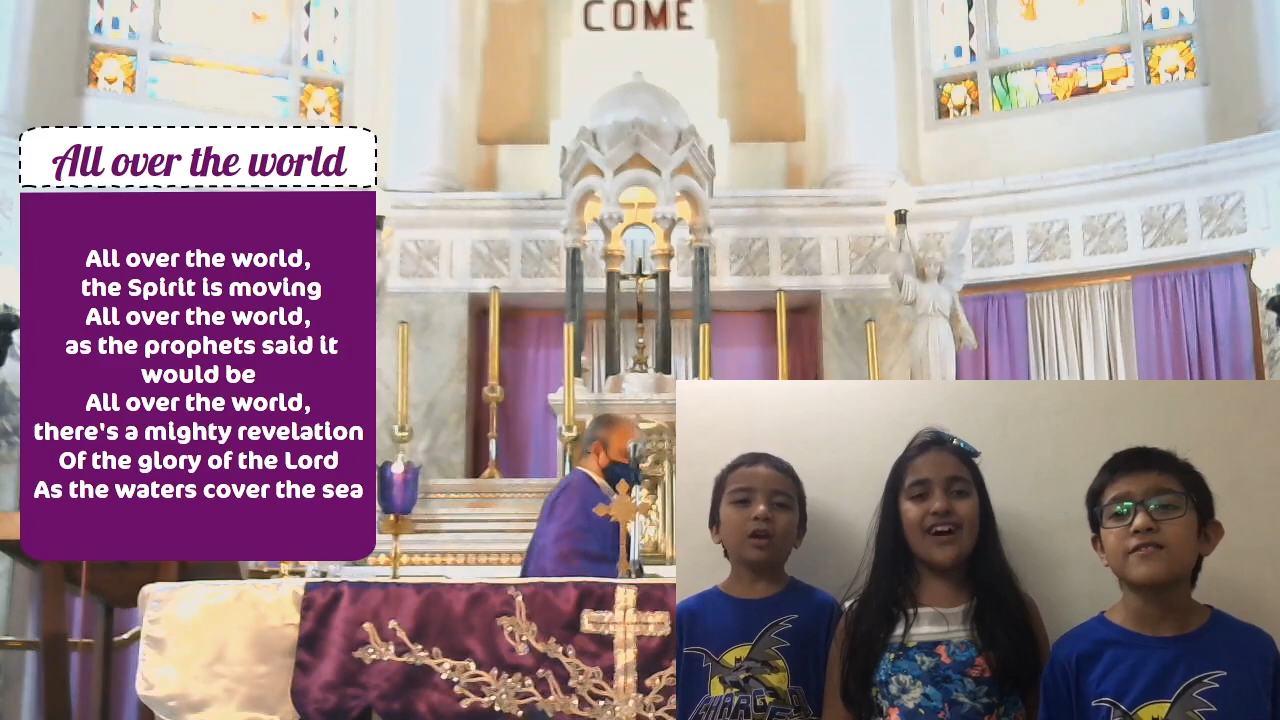 COME
All over the world
All over the world,
the Spirit is moving
All over the world,
as the prophets said it
would be
All over the world,
there's a mighty revelation
Of the glory of the Lord
As the waters cover the sea